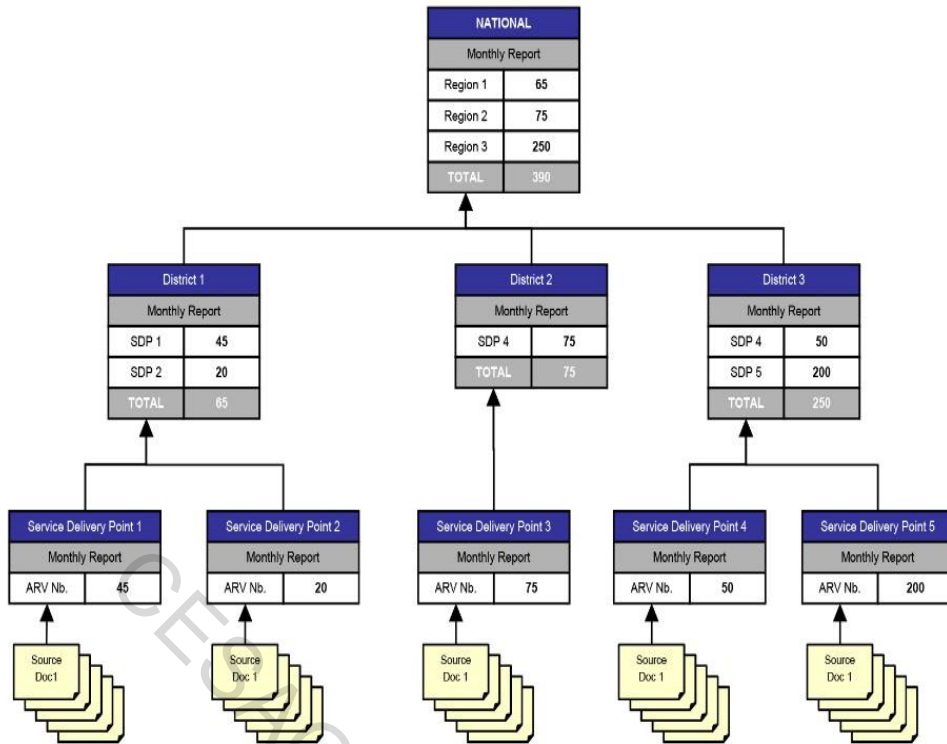 NATIONAL
Monthly Report
Region 1 65
Region 2 75
Region 3 250
TOTAL 390
District 1
Monthly Report
SDP 1 45
SDP 2 20
TOTAL 65
District 2
Monthly Report
SDP 4 75
TOTAL 75
District 3
Monthly Report
SDP 4 50
SDP 5 200
TOTAL 250
Service Delivery Point 1
Monthly Report
ARV Nb. 45
Service Delivery Point 2
Monthly Report
ARV Nb. 20
Service Delivery Point 3
Monthly Report
ARV Nb. 75
Service Delivery Point 4
Monthly Report
ARV Nb. 50
Service Delivery Point 5
Monthly Report
ARV Nb. 200
Source
Doc1
Source
Doc 1
Source
Doc 1
Source
Doc 1
Source
Doc 1